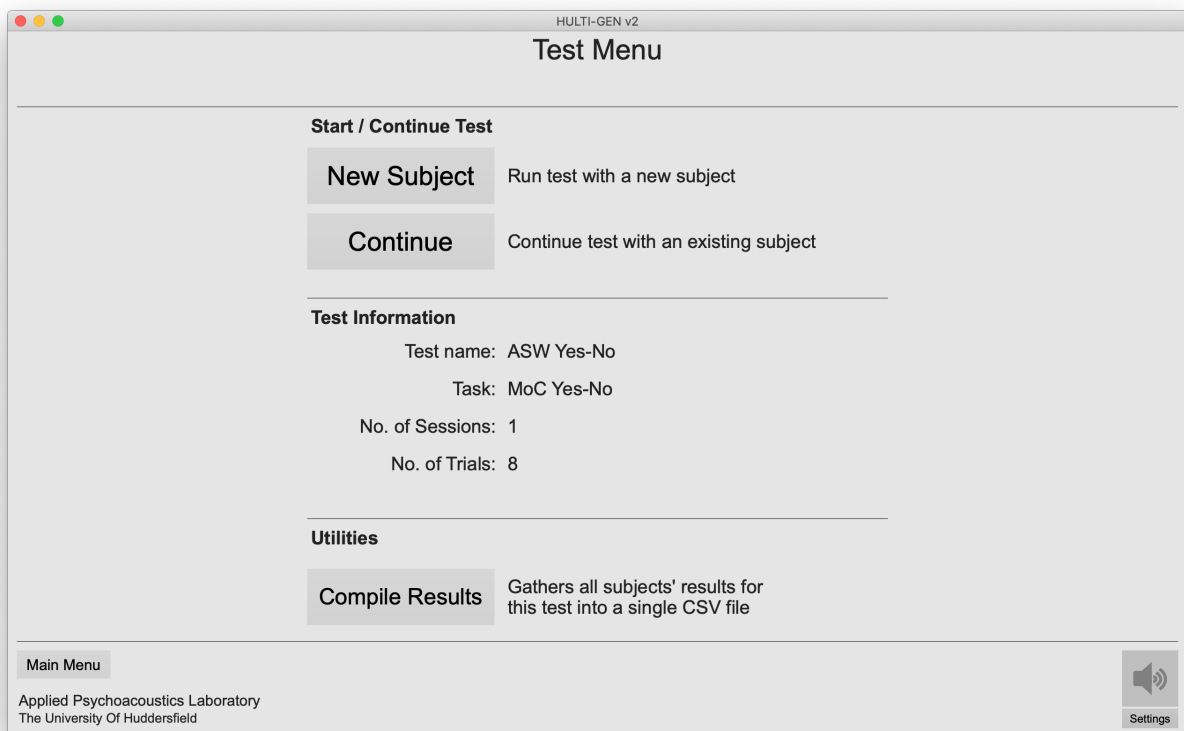 HULTI-GEN v2
Test Menu
Start / Continue Test
New Subject
Run test with a new subject
Continue
Continue test with an existing subject
Test Information
Test name: ASW Yes-No
Task: MoC Yes-No
No. of Sessions: 1
No. of Trials: 8
Utilities
Compile Results
Gathers all subjects' results for
this test into a single CSV file
Main Menu
Applied Psychoacoustics Laboratory
The University Of Huddersfield
Settings